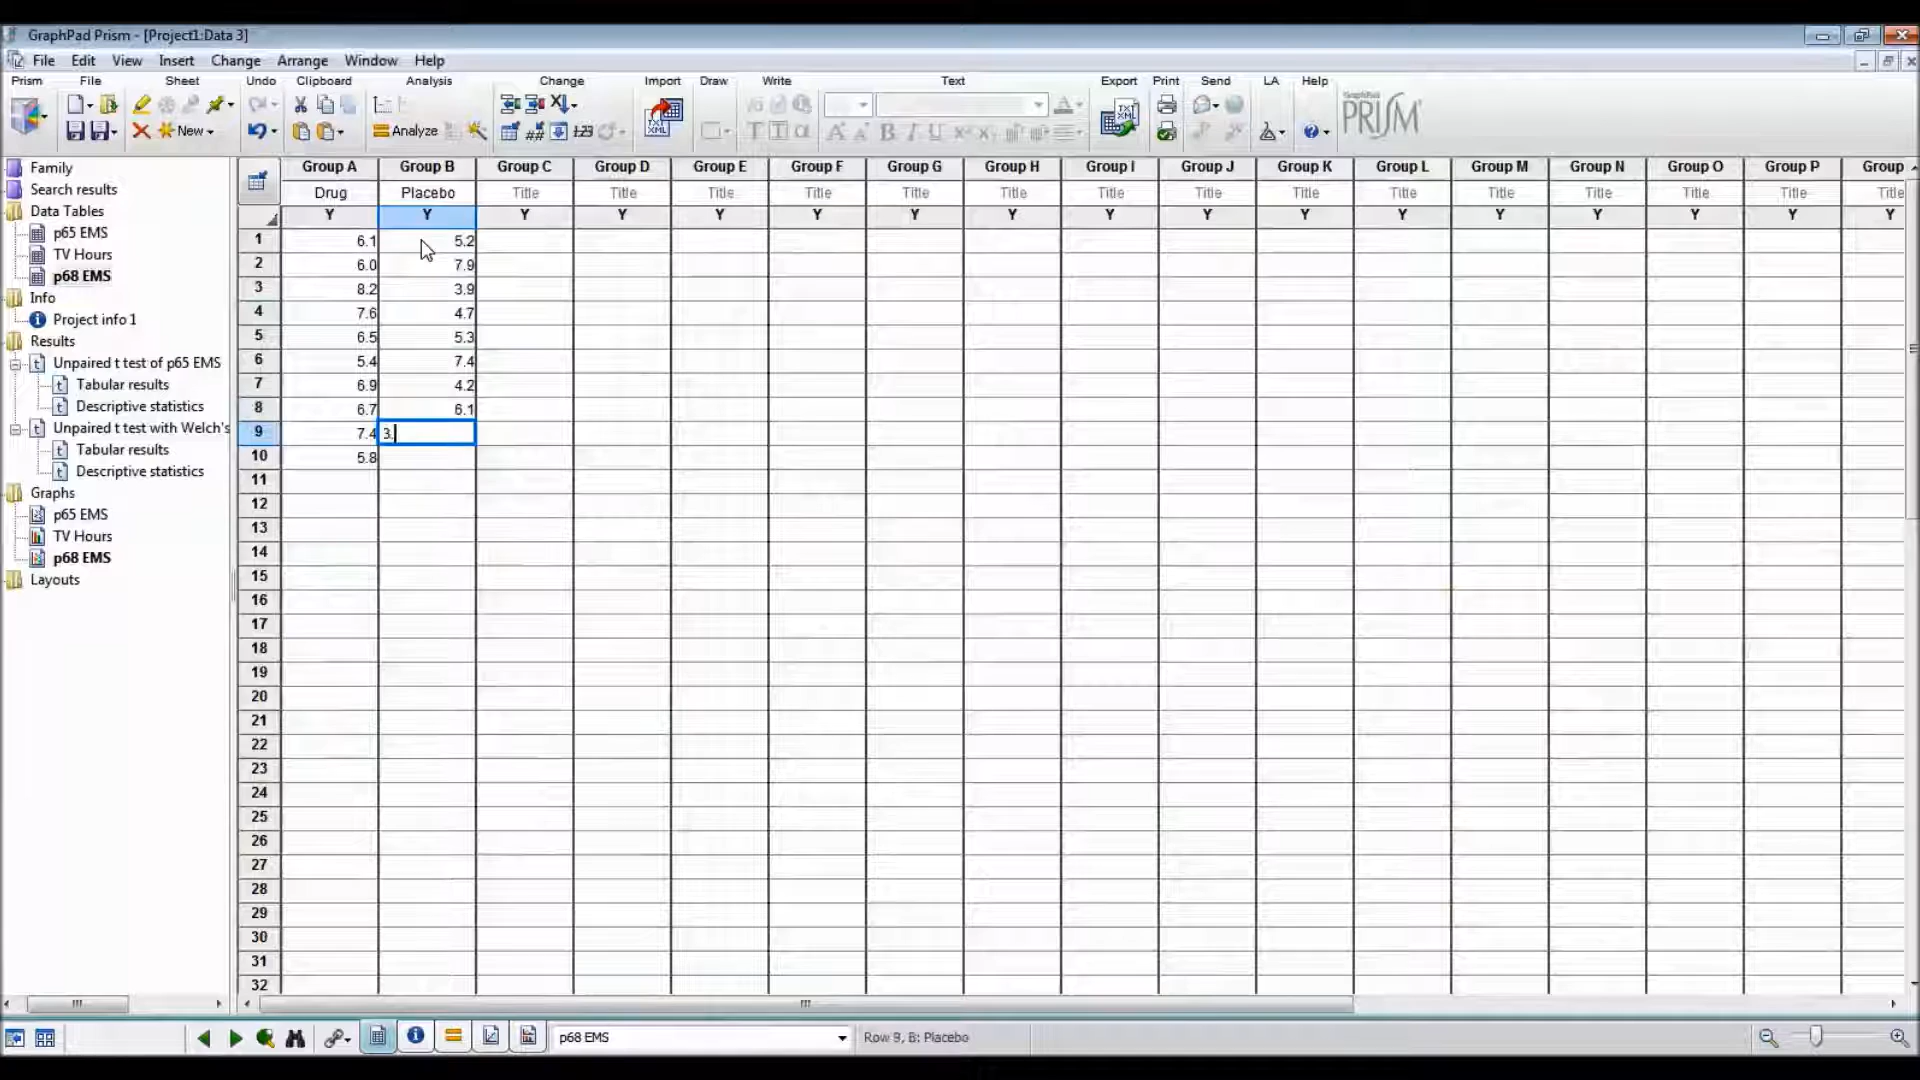 GraphPad Prism - [Project1:Data 3]
File Edit View Insert Change Arrange Window Help
Prism File Sheet Undo Clipboard Analysis Change Import Draw Write Text Export Print Send LA Help
New Analyze GraphPad PRISM
Family
Search results
Data Tables
p65 EMS
TV Hours
p68 EMS
Info
Project info 1
Results
Unpaired t test of p65 EMS
Tabular results
Descriptive statistics
Unpaired t test with Welch's
Tabular results
Descriptive statistics
Graphs
p65 EMS
TV Hours
p68 EMS
Layouts
Group A Group B Group C Group D Group E Group F Group G Group H Group I Group J Group K Group L Group M Group N Group O Group P Group
Drug Placebo Title Title Title Title Title Title Title Title Title Title Title Title Title Title Title
Y Y Y Y Y Y Y Y Y Y Y Y Y Y Y Y Y
1 6.1 5.2
2 6.0 7.9
3 8.2 3.9
4 7.6 4.7
5 6.5 5.3
6 5.4 7.4
7 6.9 4.2
8 6.7 6.1
9 7.4 3.
10 5.8
11
12
13
14
15
16
17
18
19
20
21
22
23
24
25
26
27
28
29
30
31
32
p68 EMS Row 9, B: Placebo